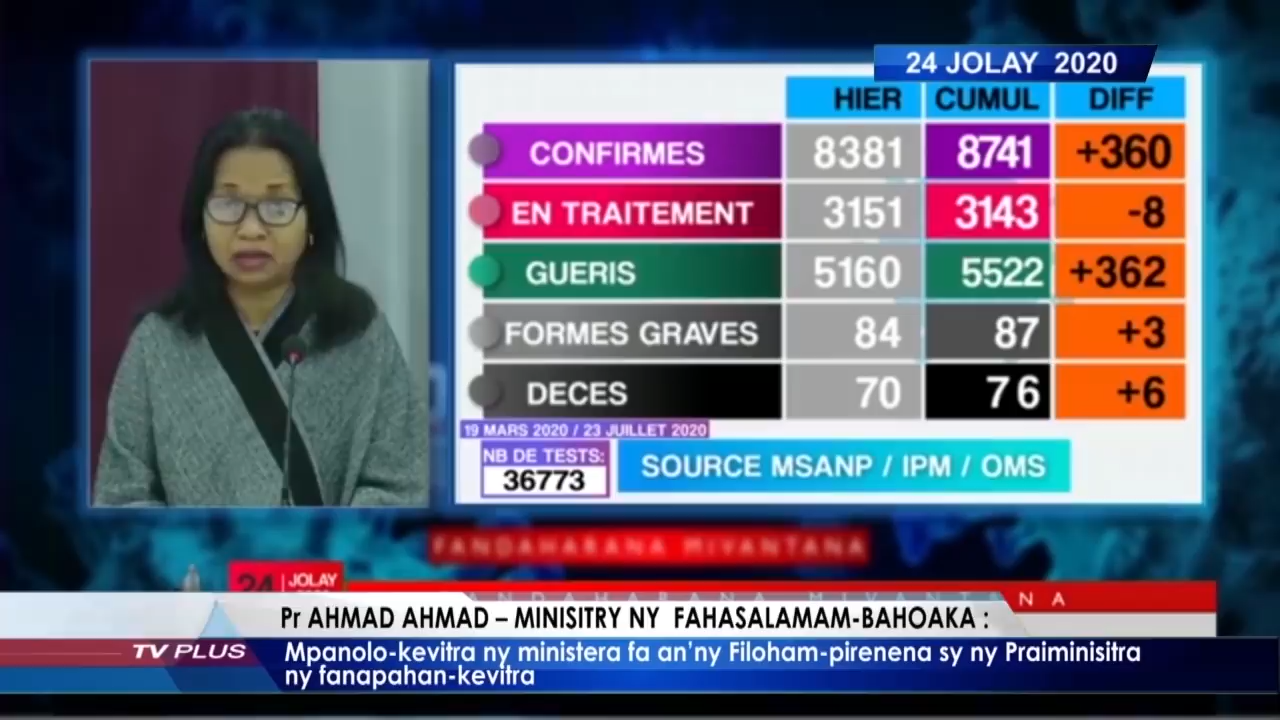 24 JOLAY 2020
HIER CUMUL DIFF
CONFIRMES 8381 8741 +360
EN TRAITEMENT 3151 3143 -8
GUERIS 5160 5522 +362
FORMES GRAVES 84 87 +3
DECES 70 76 +6
19 MARS 2020 / 23 JUILLET 2020
NB DE TESTS:
36773
SOURCE MSANP / IPM / OMS
FANDAHARANA MIVANTANA
24 JOLAY
Pr AHMAD AHMAD – MINISITRY NY FAHASALAMAM-BAHOAKA :
TV PLUS
Mpanolo-kevitra ny ministera fa an’ny Filoham-pirenena sy ny Praiminisitra
ny fanapahan-kevitra